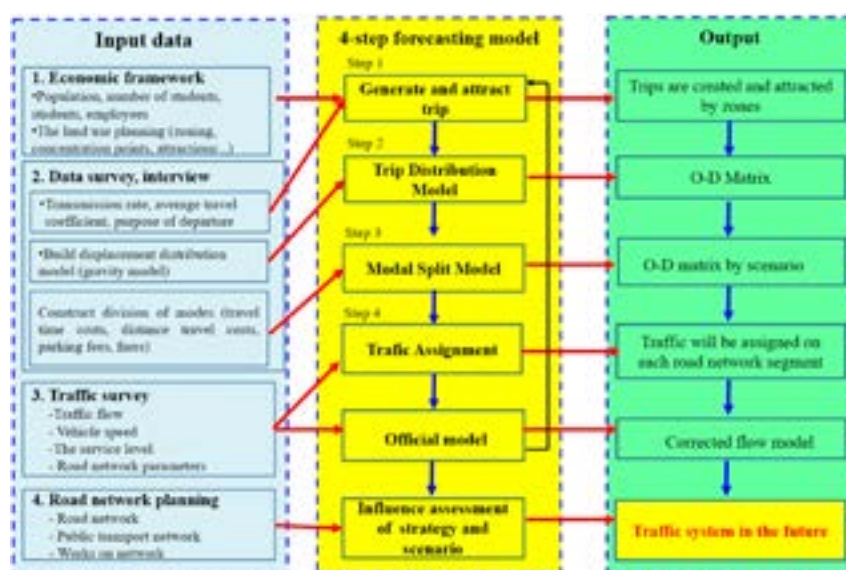 Input data
1. Economic framework
•Population, number of students,
students, employees
•The land use planning (zoning,
concentration points, attractions…)
2. Data survey, interview
•Transmission rate, average travel
coefficient, purpose of departure
•Build displacement distribution
model (gravity model)
Construct division of modes (travel
time costs, distance travel costs,
parking fees, fares)
3. Traffic survey
-Traffic flow
- Vehicle speed
-The service level
- Road network parameters
4. Road network planning
- Road network
- Public transport network
- Works on network
4-step forecasting model
Step 1
Generate and attract
trip
Step 2
Trip Distribution
Model
Step 3
Modal Split Model
Step 4
Trafic Assignment
Official model
Influence assessment
of strategy and
scenario
Output
Trips are created and attracted
by zones
O-D Matrix
O-D matrix by scenario
Traffic will be assigned on
each road network segment
Corrected flow model
Traffic system in the future